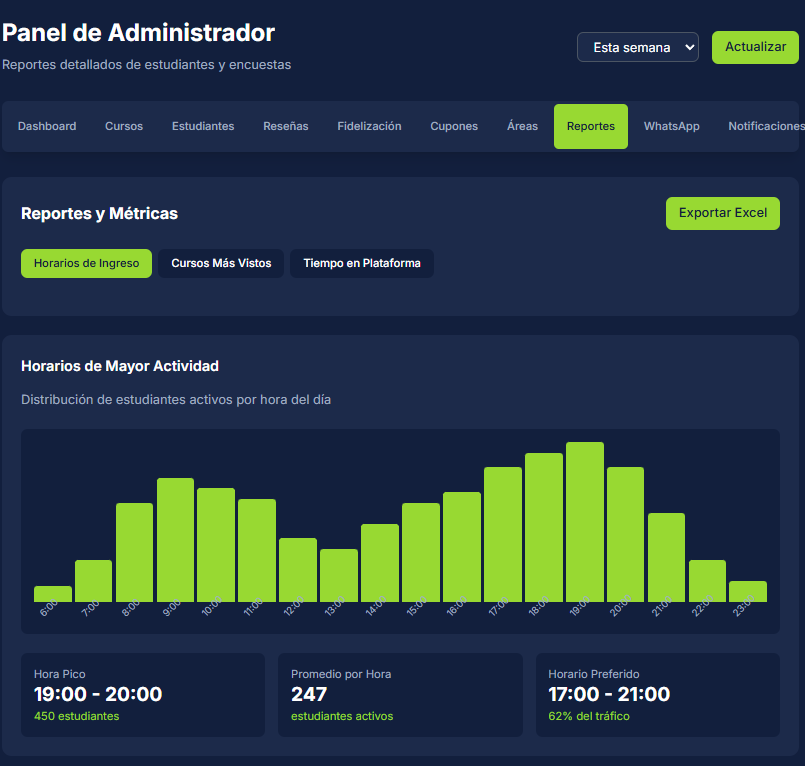 Panel de Administrador
Reportes detallados de estudiantes y encuestas
Esta semana
Actualizar
Dashboard Cursos Estudiantes Reseñas Fidelización Cupones Áreas Reportes WhatsApp Notificaciones
Reportes y Métricas
Exportar Excel
Horarios de Ingreso Cursos Más Vistos Tiempo en Plataforma
Horarios de Mayor Actividad
Distribución de estudiantes activos por hora del día
6:00 7:00 8:00 9:00 10:00 11:00 12:00 13:00 14:00 15:00 16:00 17:00 18:00 19:00 20:00 21:00 22:00 23:00
Hora Pico
19:00 - 20:00
450 estudiantes
Promedio por Hora
247
estudiantes activos
Horario Preferido
17:00 - 21:00
62% del tráfico